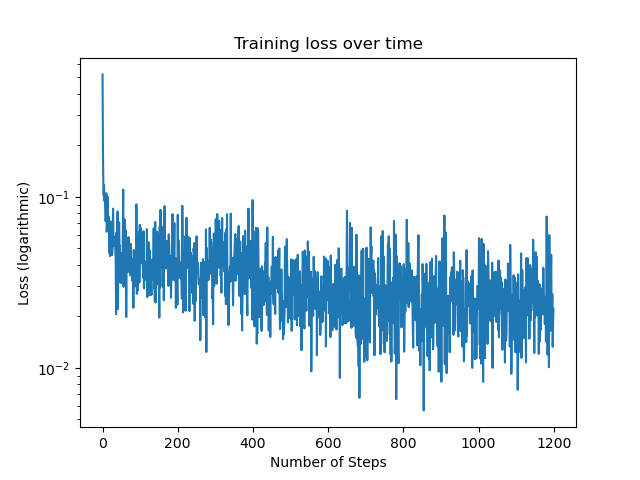 Training loss over time
Loss (logarithmic)
10⁻¹
10⁻²
0 200 400 600 800 1000 1200
Number of Steps